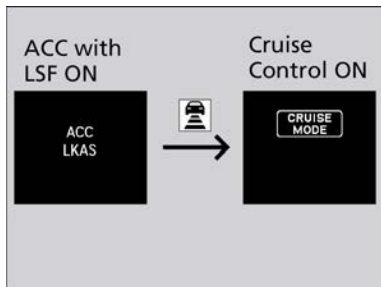 ACC with
LSF ON
ACC
LKAS
Cruise
Control ON
CRUISE
MODE